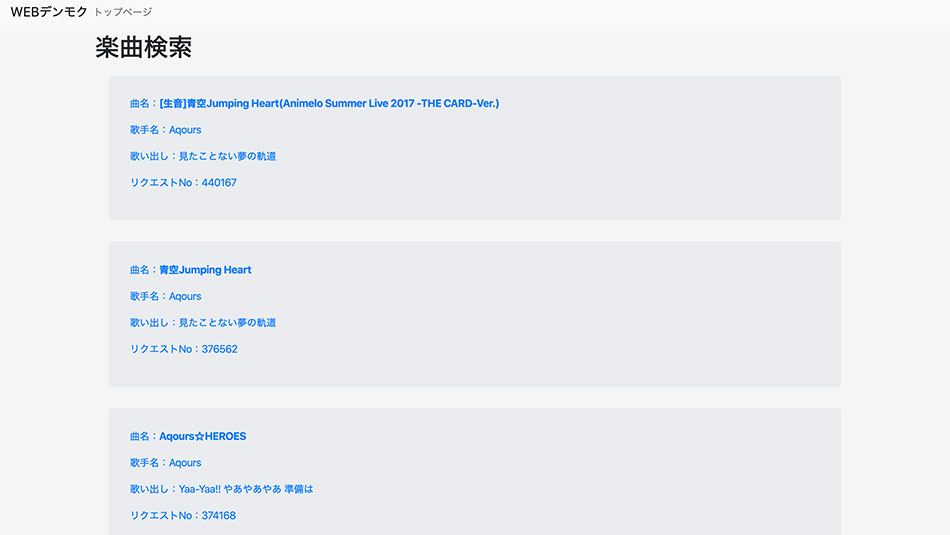 WEBデンモク トップページ
楽曲検索
曲名：[生音]青空Jumping Heart(Animelo Summer Live 2017 -THE CARD-Ver.)
歌手名：Aqours
歌い出し：見たことない夢の軌道
リクエストNo：440167
曲名：青空Jumping Heart
歌手名：Aqours
歌い出し：見たことない夢の軌道
リクエストNo：376562
曲名：Aqours☆HEROES
歌手名：Aqours
歌い出し：Yaa-Yaa!! やあやあやあ 準備は
リクエストNo：374168